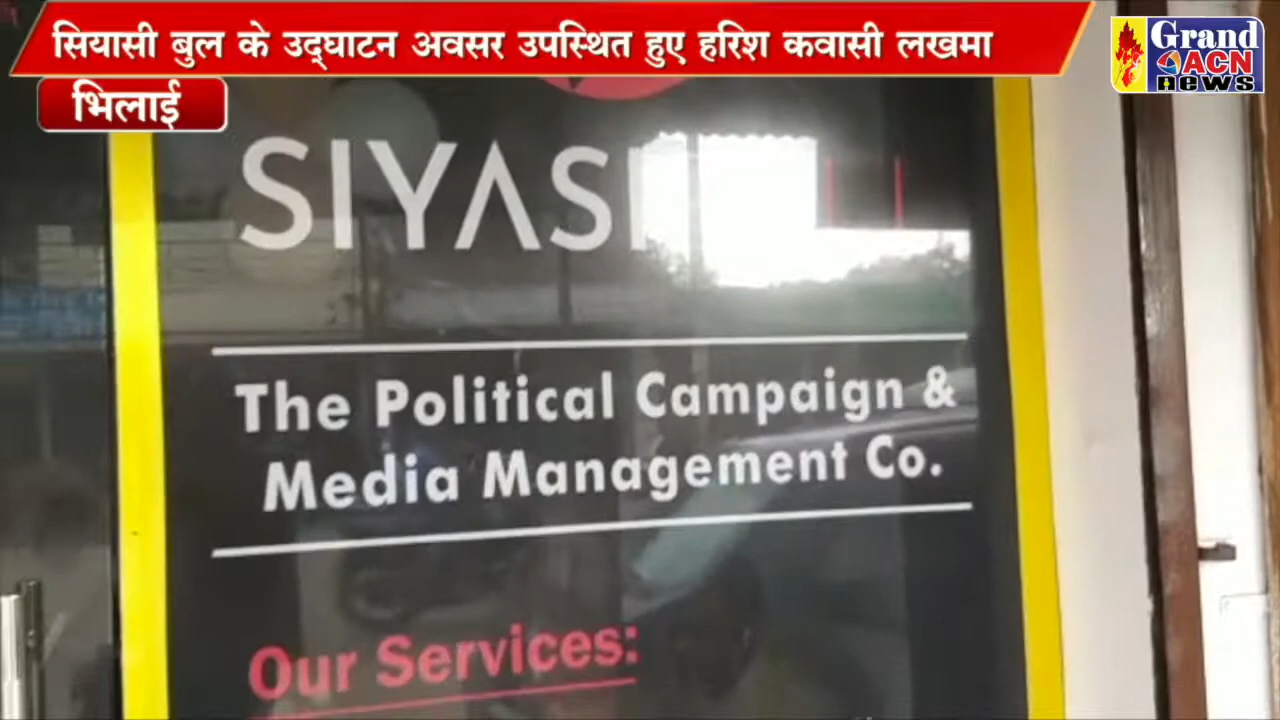 सियासी बुल के उद्घाटन अवसर उपस्थित हुए हरिश कवासी लखमा
Grand
ACN
news
भिलाई
SIYASI
The Political Campaign &
Media Management Co.
Our Services: